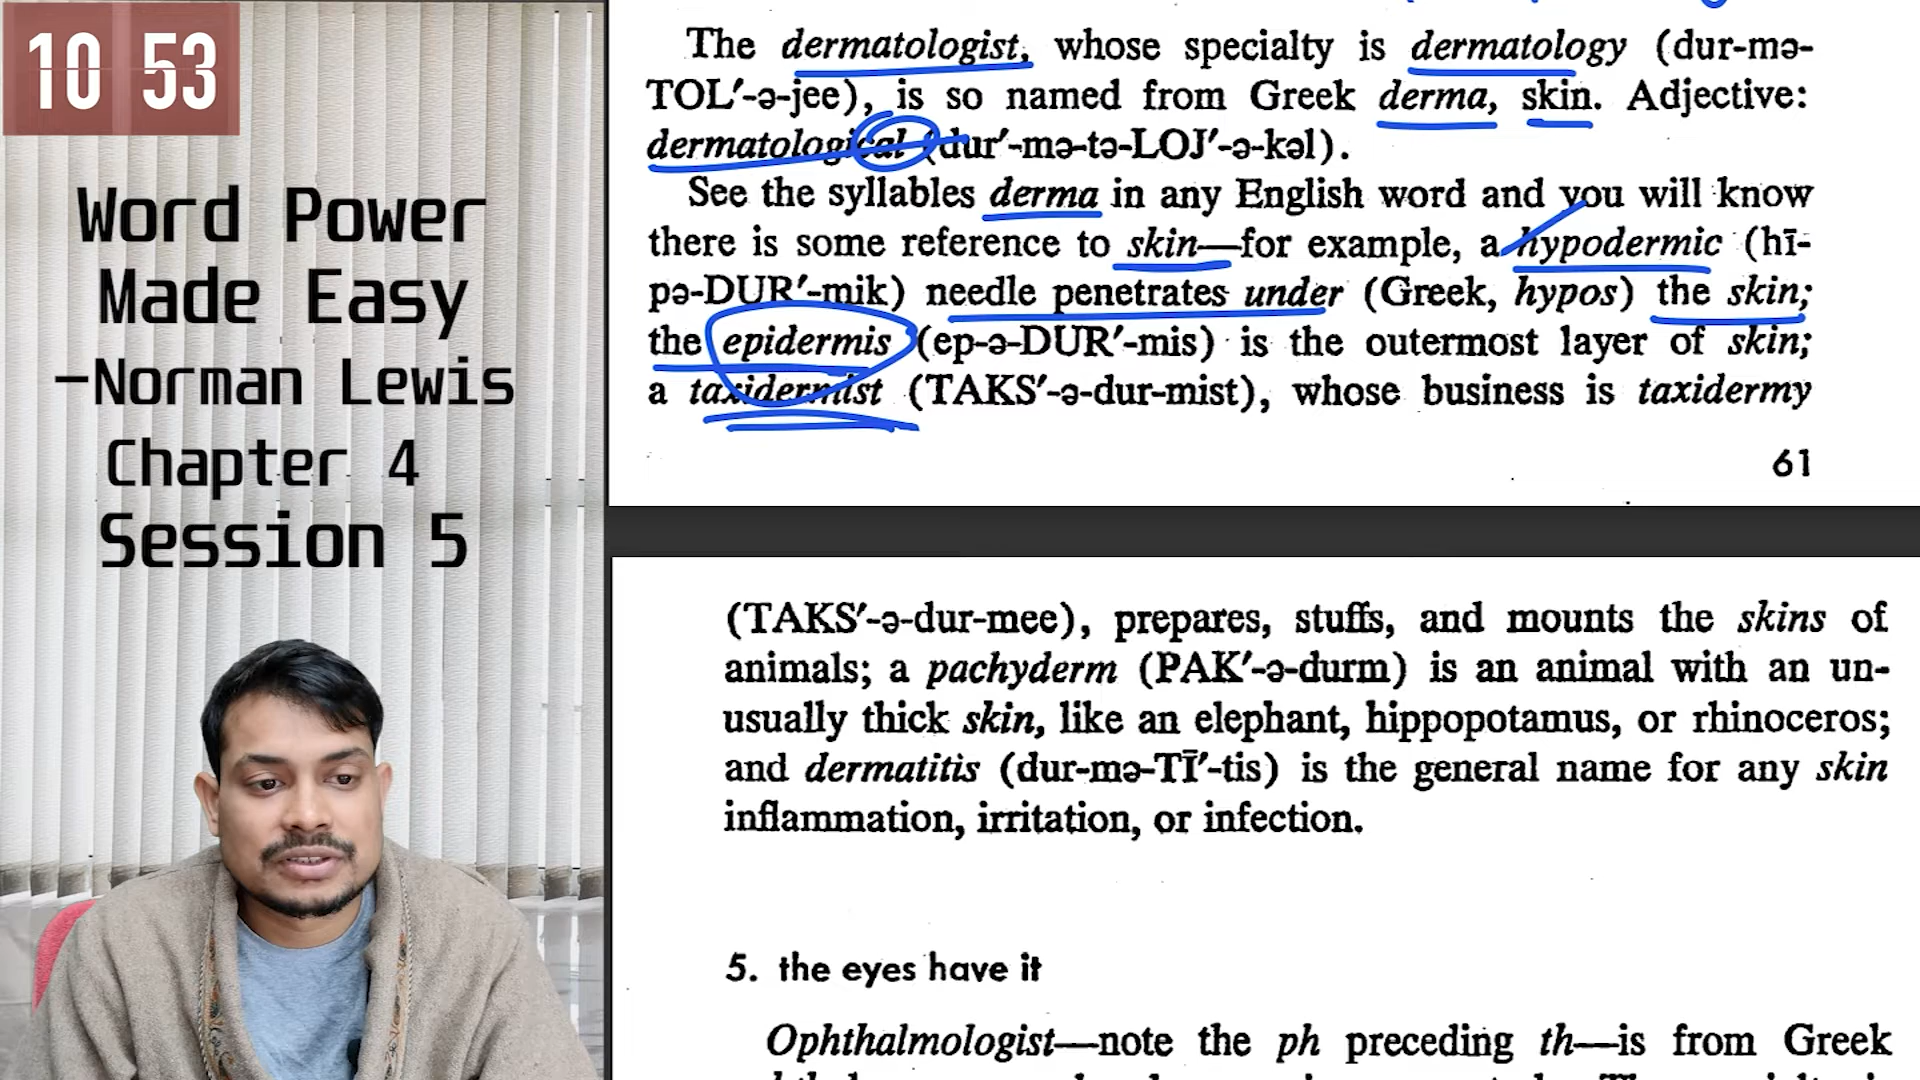 10 53
Word Power
Made Easy
-Norman Lewis
Chapter 4
Session 5
The dermatologist, whose specialty is dermatology (dur-mə-
TOL′-ə-jee), is so named from Greek derma, skin. Adjective:
dermatological (dur′-mə-tə-LOJ′-ə-kəl).
See the syllables derma in any English word and you will know
there is some reference to skin—for example, a hypodermic (hī-
pə-DUR′-mik) needle penetrates under (Greek, hypos) the skin;
the epidermis (ep-ə-DUR′-mis) is the outermost layer of skin;
a taxidermist (TAKS′-ə-dur-mist), whose business is taxidermy
61
(TAKS′-ə-dur-mee), prepares, stuffs, and mounts the skins of
animals; a pachyderm (PAK′-ə-durm) is an animal with an un-
usually thick skin, like an elephant, hippopotamus, or rhinoceros;
and dermatitis (dur-mə-TĪ′-tis) is the general name for any skin
inflammation, irritation, or infection.
5. the eyes have it
Ophthalmologist—note the ph preceding th—is from Greek